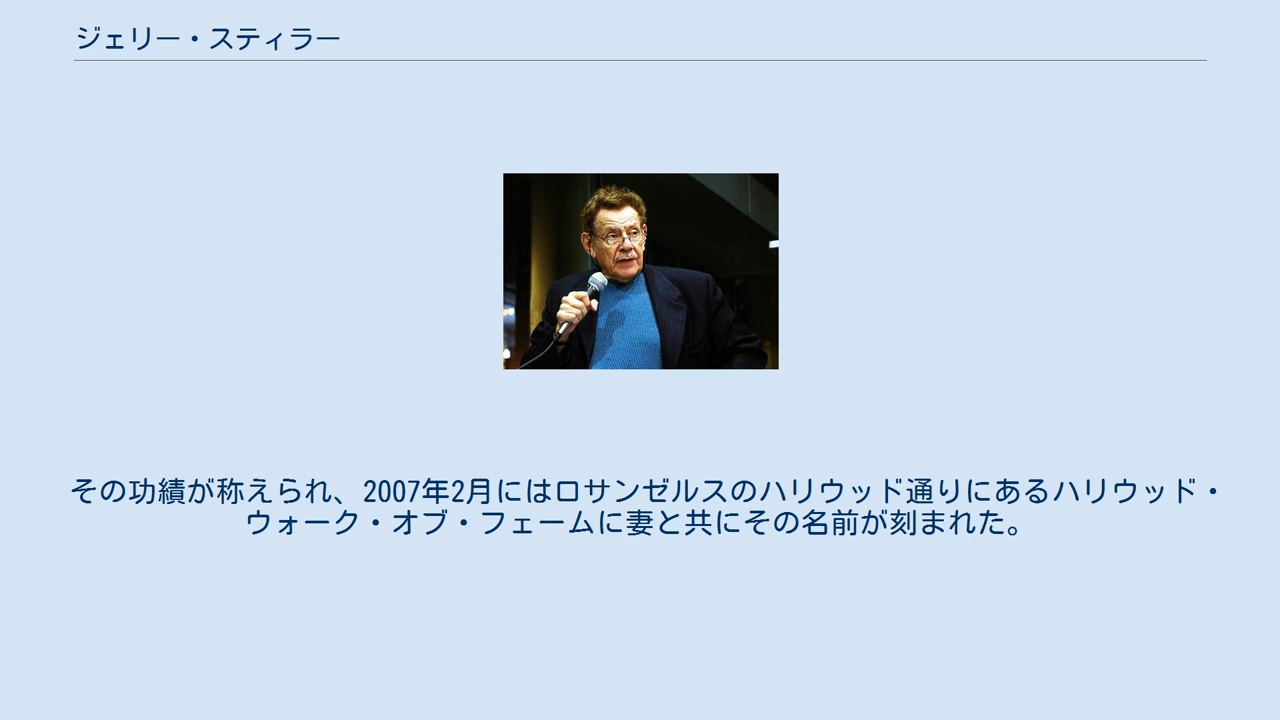 ジェリー・スティラー
その功績が称えられ、2007年2月にはロサンゼルスのハリウッド通りにあるハリウッド・
ウォーク・オブ・フェームに妻と共にその名前が刻まれた。